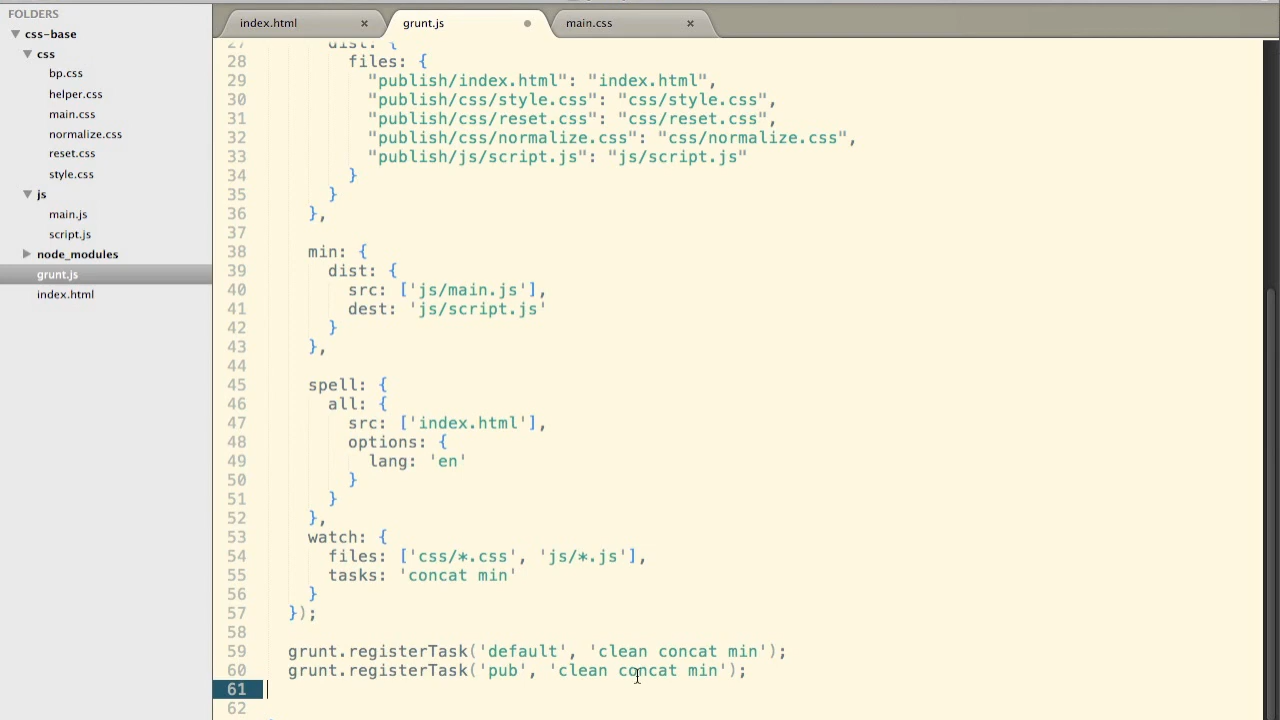 FOLDERS
css-base
css
bp.css
helper.css
main.css
normalize.css
reset.css
style.css
js
main.js
script.js
node_modules
grunt.js
index.html
index.html × grunt.js main.css ×
27 dist: {
28 files: {
29 "publish/index.html": "index.html",
30 "publish/css/style.css": "css/style.css",
31 "publish/css/reset.css": "css/reset.css",
32 "publish/css/normalize.css": "css/normalize.css",
33 "publish/js/script.js": "js/script.js"
34 }
35 }
36 },
37
38 min: {
39 dist: {
40 src: ['js/main.js'],
41 dest: 'js/script.js'
42 }
43 },
44
45 spell: {
46 all: {
47 src: ['index.html'],
48 options: {
49 lang: 'en'
50 }
51 }
52 },
53 watch: {
54 files: ['css/*.css', 'js/*.js'],
55 tasks: 'concat min'
56 }
57 });
58
59 grunt.registerTask('default', 'clean concat min');
60 grunt.registerTask('pub', 'clean concat min');
61
62